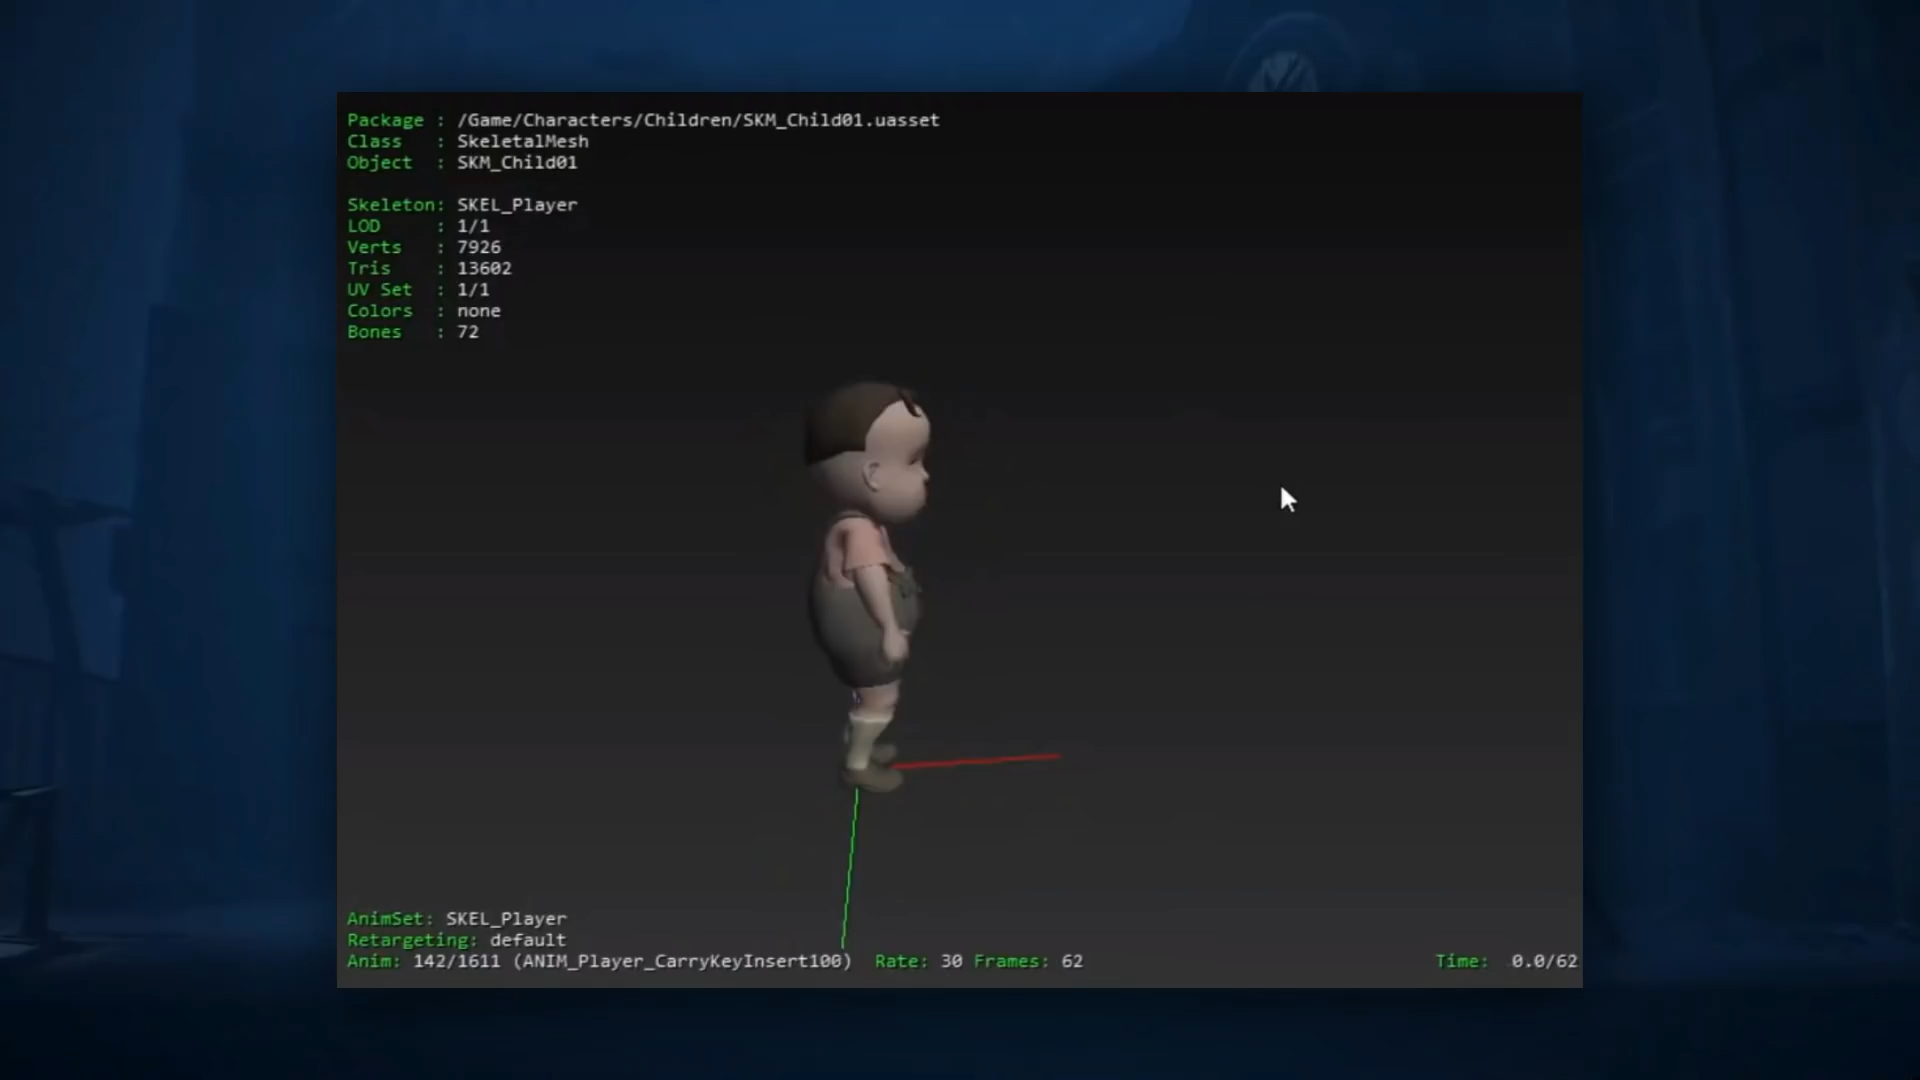 Package : /Game/Characters/Children/SKM_Child01.uasset
Class : SkeletalMesh
Object : SKM_Child01
Skeleton: SKEL_Player
LOD : 1/1
Verts : 7926
Tris : 13602
UV Set : 1/1
Colors : none
Bones : 72
AnimSet: SKEL_Player
Retargeting: default
Anim: 142/1611 (ANIM_Player_CarryKeyInsert100) Rate: 30 Frames: 62 Time: 0.0/62